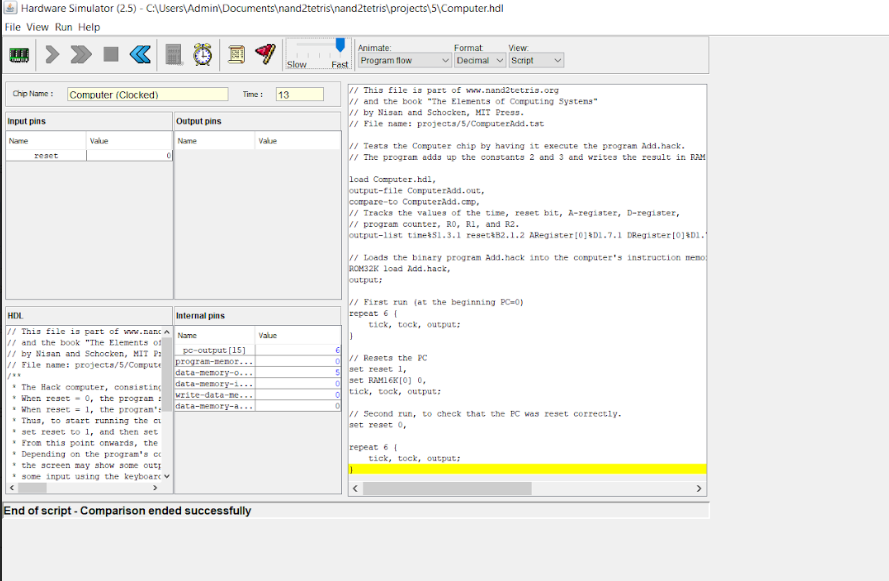 Hardware Simulator (2.5) - C:\Users\Admin\Documents\nand2tetris\nand2tetris\projects\5\Computer.hdl
File View Run Help
Slow Fast
Animate:
Program flow
Format
Decimal
View:
Script
Chip Name :
Computer (Clocked)
Time :
13
Input pins
Name Value
reset 0
Output pins
Name Value
HDL
// This file is part of www.nanc
// and the book "The Elements of
// by Nisan and Schocken, MIT Pr
// File name: projects/5/Compute
/**
* The Hack computer, consisting
* When reset = 0, the program s
* When reset = 1, the program's
* Thus, to start running the cu
* set reset to 1, and then set
* From this point onwards, the
* Depending on the program's co
* the screen may show some outp
* some input using the keyboard
Internal pins
Name Value
pc-output[15] 6
program-memor... 0
data-memory-o... 5
data-memory-i... 0
write-data-me... 0
data-memory-a... 0
// This file is part of www.nand2tetris.org
// and the book "The Elements of Computing Systems"
// by Nisan and Schocken, MIT Press.
// File name: projects/5/ComputerAdd.tst
// Tests the Computer chip by having it execute the program Add.hack.
// The program adds up the constants 2 and 3 and writes the result in RAM
load Computer.hdl,
output-file ComputerAdd.out,
compare-to ComputerAdd.cmp,
// Tracks the values of the time, reset bit, A-register, D-register,
// program counter, R0, R1, and R2.
output-list time%S1.3.1 reset%B2.1.2 ARegister[0]%D1.7.1 DRegister[0]%D1.
// Loads the binary program Add.hack into the computer's instruction memo
ROM32K load Add.hack,
output;
// First run (at the beginning PC=0)
repeat 6 {
tick, tock, output;
}
// Resets the PC
set reset 1,
set RAM16K[0] 0,
tick, tock, output;
// Second run, to check that the PC was reset correctly.
set reset 0,
repeat 6 {
tick, tock, output;
}
End of script - Comparison ended successfully